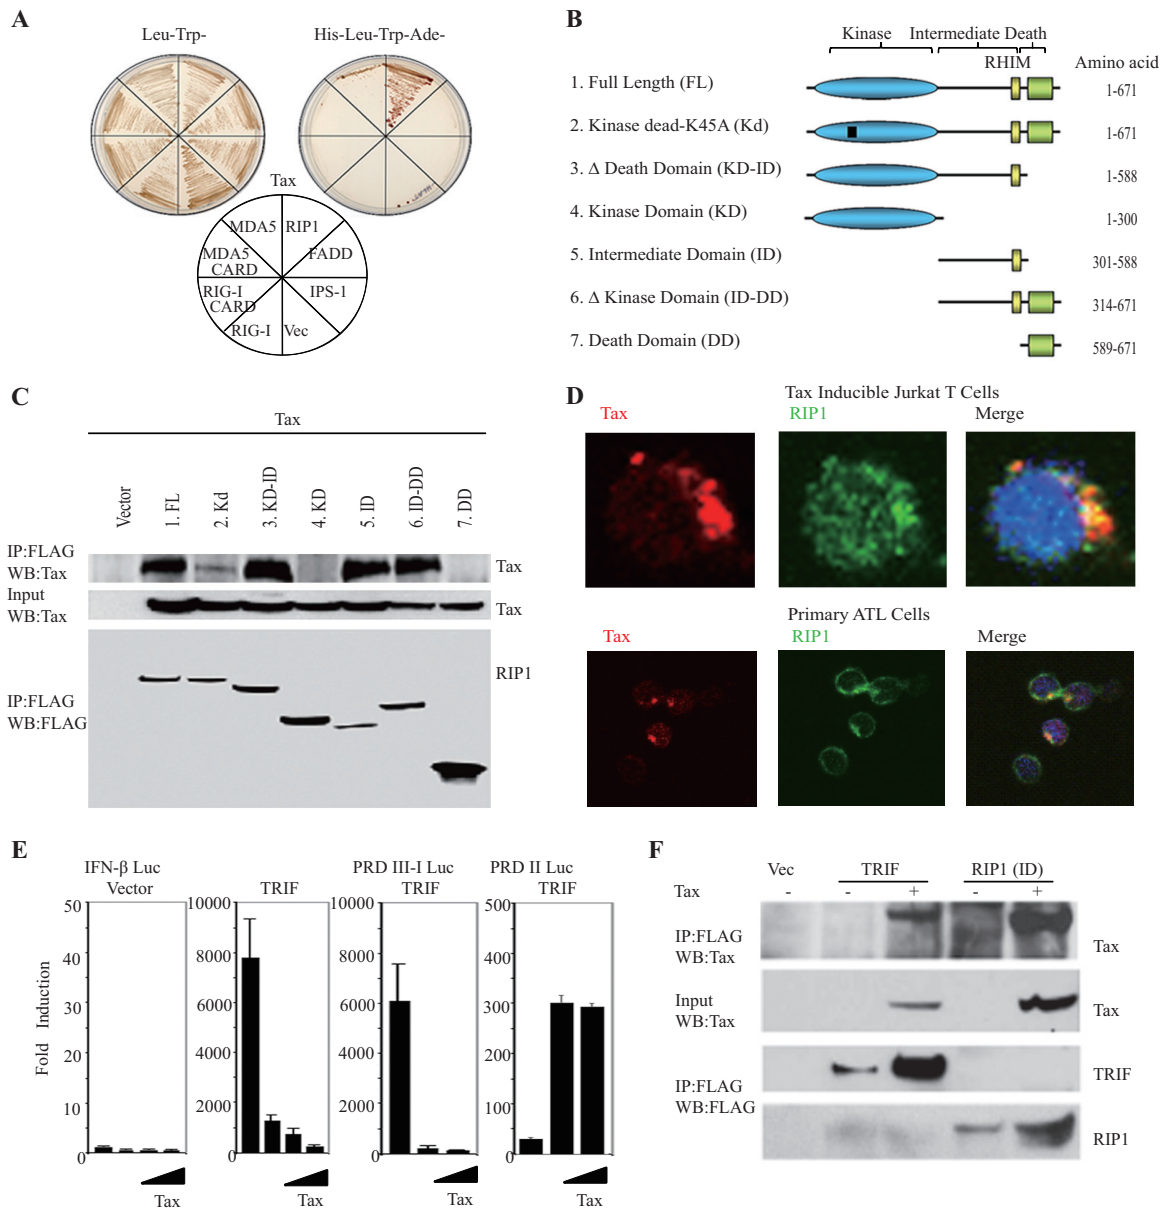 A
Leu-Trp-
His-Leu-Trp-Ade-
Tax
MDA5
RIP1
MDA5
CARD
FADD
RIG-I
CARD
IPS-1
RIG-I
Vec
B
Kinase
Intermediate
Death
RHIM
Amino acid
1. Full Length (FL)
1-671
2. Kinase dead-K45A (Kd)
1-671
3. Δ Death Domain (KD-ID)
1-588
4. Kinase Domain (KD)
1-300
5. Intermediate Domain (ID)
301-588
6. Δ Kinase Domain (ID-DD)
314-671
7. Death Domain (DD)
589-671
C
Tax
Vector
1. FL
2. Kd
3. KD-ID
4. KD
5. ID
6. ID-DD
7. DD
IP:FLAG
WB:Tax
Tax
Input
WB:Tax
Tax
RIP1
IP:FLAG
WB:FLAG
D
Tax Inducible Jurkat T Cells
Tax
RIP1
Merge
Primary ATL Cells
Tax
RIP1
Merge
E
Fold Induction
IFN-β Luc
Vector
50
40
30
20
10
0
Tax
TRIF
10000
8000
6000
4000
2000
0
Tax
PRD III-I Luc
TRIF
10000
8000
6000
4000
2000
0
Tax
PRD II Luc
TRIF
500
400
300
200
100
0
Tax
F
Vec
TRIF
RIP1 (ID)
Tax
-
-
+
-
+
IP:FLAG
WB:Tax
Tax
Input
WB:Tax
Tax
TRIF
IP:FLAG
WB:FLAG
RIP1